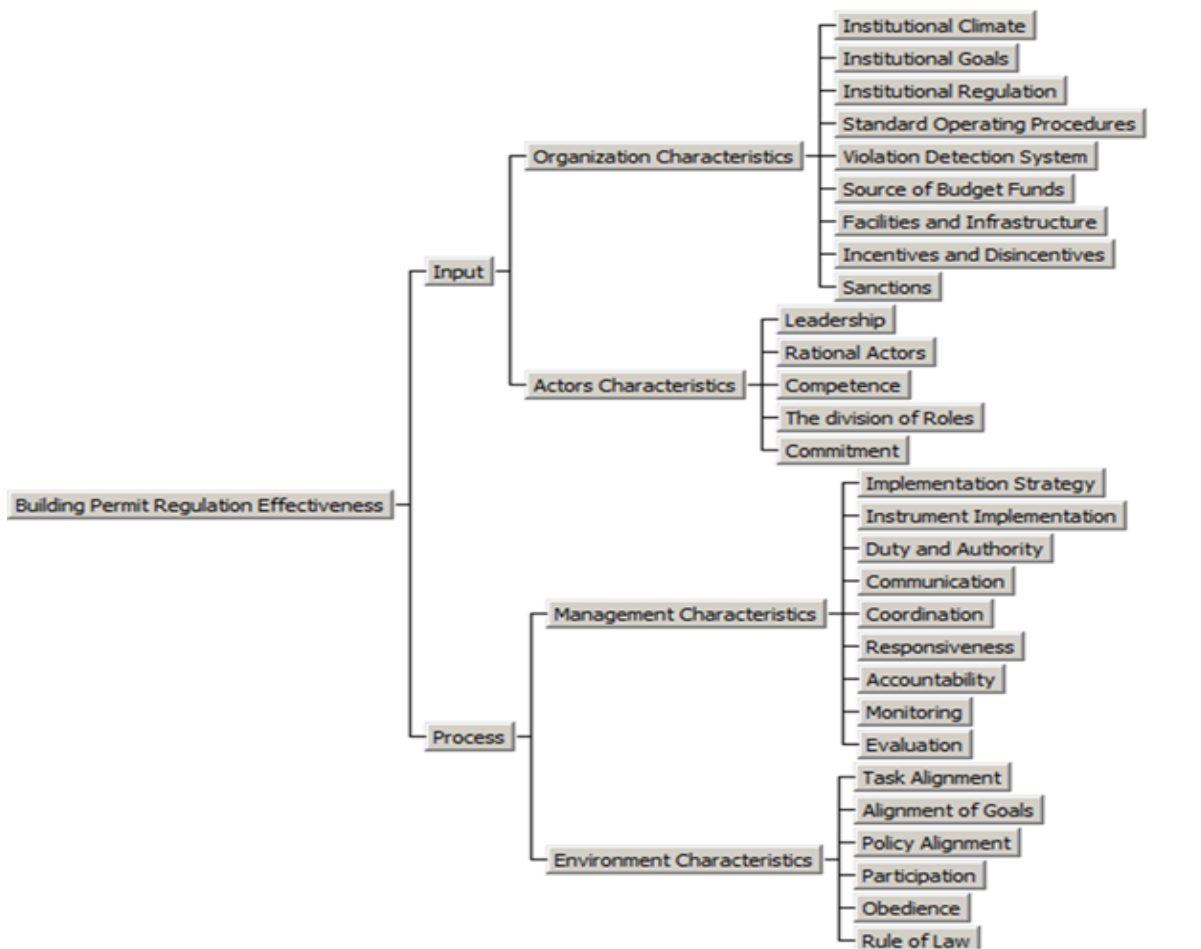 Building Permit Regulation Effectiveness
Input
Organization Characteristics
Institutional Climate
Institutional Goals
Institutional Regulation
Standard Operating Procedures
Violation Detection System
Source of Budget Funds
Facilities and Infrastructure
Incentives and Disincentives
Sanctions
Actors Characteristics
Leadership
Rational Actors
Competence
The division of Roles
Commitment
Process
Management Characteristics
Implementation Strategy
Instrument Implementation
Duty and Authority
Communication
Coordination
Responsiveness
Accountability
Monitoring
Evaluation
Environment Characteristics
Task Alignment
Alignment of Goals
Policy Alignment
Participation
Obedience
Rule of Law